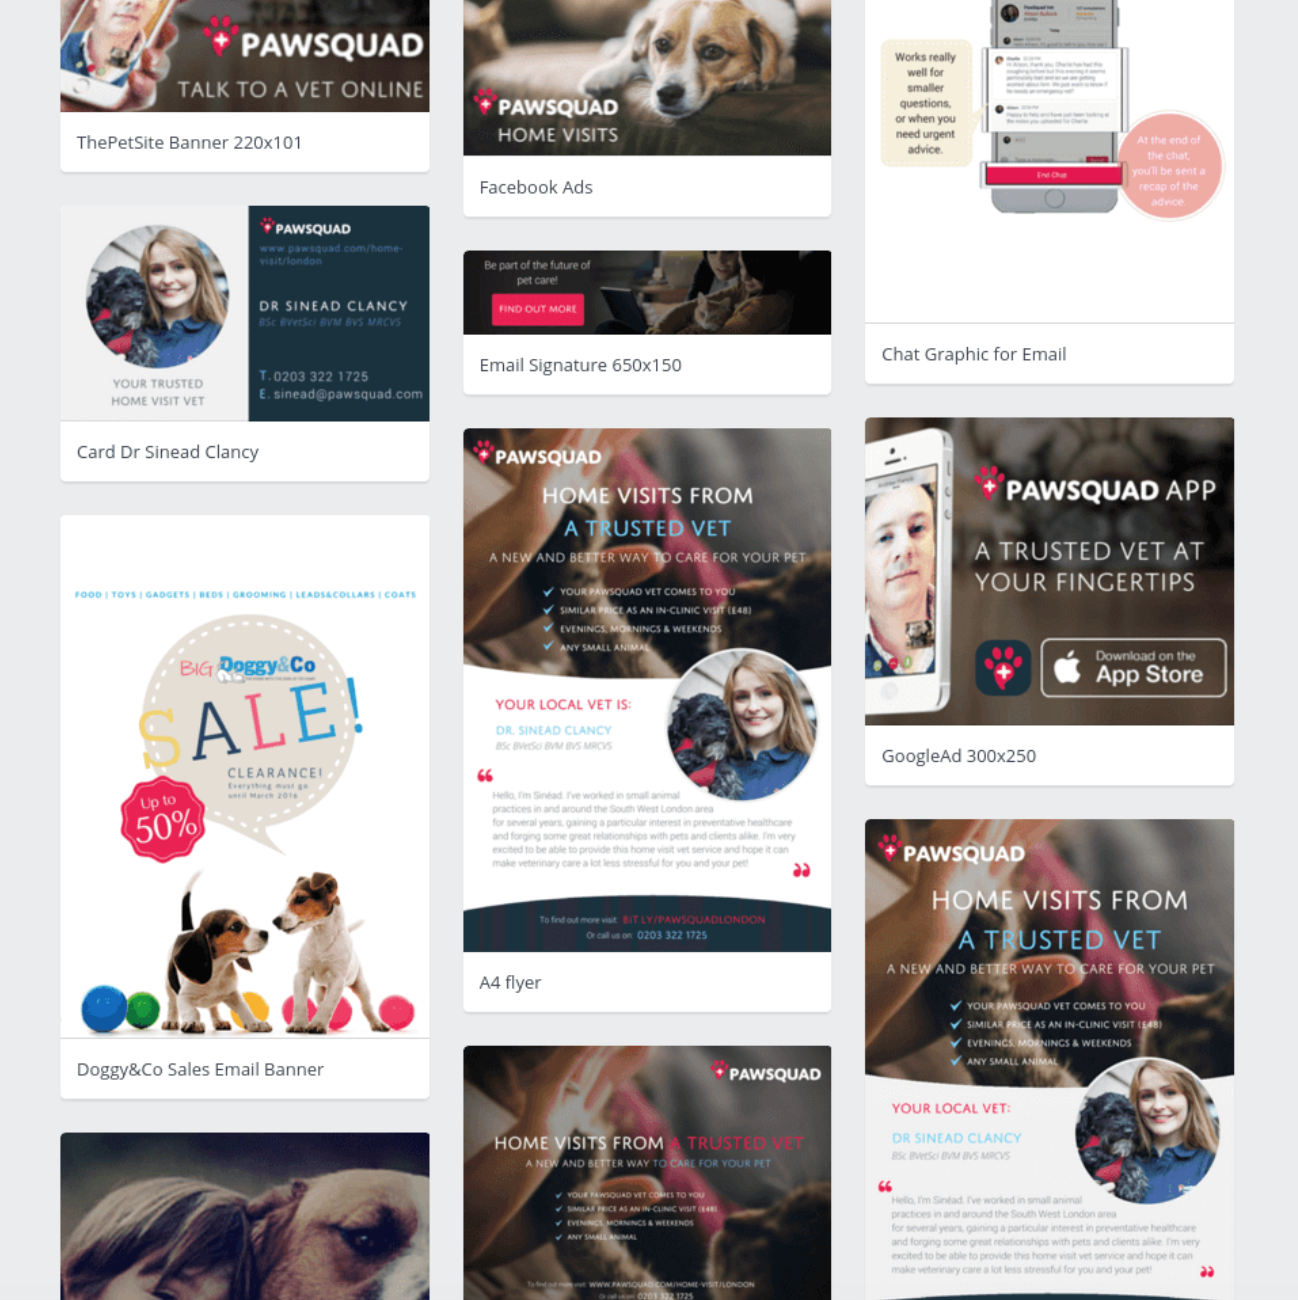 PAWSQUAD
TALK TO A VET ONLINE
ThePetSite Banner 220x101
PAWSQUAD
www.pawsquad.com/home-
visit/london
DR SINEAD CLANCY
BSc BVetSci BVM BVS MRCVS
T. 0203 322 1725
E. sinead@pawsquad.com
YOUR TRUSTED
HOME VISIT VET
Card Dr Sinead Clancy
FOOD | TOYS | GADGETS | BEDS | GROOMING | LEADS&COLLARS | COATS
BIG Doggy&Co
SALE!
CLEARANCE!
Everything must go
until March 2016
Up to
50%
Doggy&Co Sales Email Banner
PAWSQUAD
HOME VISITS
Facebook Ads
Be part of the future of
pet care!
FIND OUT MORE
Email Signature 650x150
PAWSQUAD
HOME VISITS FROM
A TRUSTED VET
A NEW AND BETTER WAY TO CARE FOR YOUR PET
YOUR PAWSQUAD VET COMES TO YOU
SIMILAR PRICE AS AN IN-CLINIC VISIT (£48)
EVENINGS, MORNINGS & WEEKENDS
ANY SMALL ANIMAL
YOUR LOCAL VET IS:
DR. SINEAD CLANCY
BSc BVetSci BVM BVS MRCVS
Hello, I'm Sinéad. I've worked in small animal
practices in and around the South West London area
for several years, gaining a particular interest in preventative healthcare
and forging some great relationships with pets and clients alike. I'm very
excited to be able to provide this home visit vet service and hope it can
make veterinary care a lot less stressful for you and your pet!
To find out more visit: BIT.LY/PAWSQUADLONDON
Or call us on: 0203 322 1725
A4 flyer
PAWSQUAD
HOME VISITS FROM A TRUSTED VET
A NEW AND BETTER WAY TO CARE FOR YOUR PET
YOUR PAWSQUAD VET COMES TO YOU
SIMILAR PRICE AS AN IN-CLINIC VISIT (£48)
EVENINGS, MORNINGS & WEEKENDS
ANY SMALL ANIMAL
To find out more visit: WWW.PAWSQUAD.COM/HOME-VISIT/LONDON
Or call us on: 0203 322 1725
Works really
well for
smaller
questions,
or when you
need urgent
advice.
End Chat
At the end of
the chat,
you'll be sent a
recap of the
advice.
Chat Graphic for Email
PAWSQUAD APP
A TRUSTED VET AT
YOUR FINGERTIPS
Download on the
App Store
GoogleAd 300x250
PAWSQUAD
HOME VISITS FROM
A TRUSTED VET
A NEW AND BETTER WAY TO CARE FOR YOUR PET
YOUR PAWSQUAD VET COMES TO YOU
SIMILAR PRICE AS AN IN-CLINIC VISIT (£48)
EVENINGS, MORNINGS & WEEKENDS
ANY SMALL ANIMAL
YOUR LOCAL VET:
DR SINEAD CLANCY
BSc BVetSci BVM BVS MRCVS
Hello, I'm Sinéad. I've worked in small animal
practices in and around the South West London area
for several years, gaining a particular interest in preventative healthcare
and forging some great relationships with pets and clients alike. I'm very
excited to be able to provide this home visit vet service and hope it can
make veterinary care a lot less stressful for you and your pet!